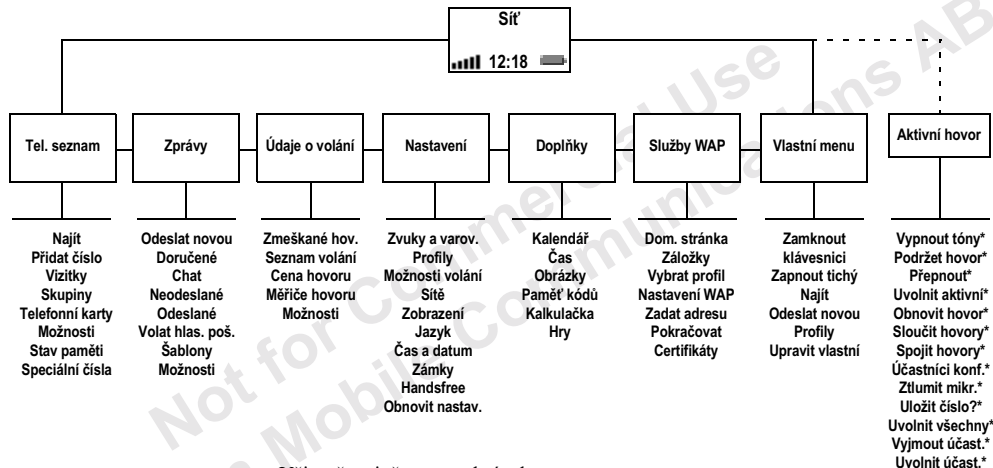 Síť
12:18
Tel. seznam
Zprávy
Údaje o volání
Nastavení
Doplňky
Služby WAP
Vlastní menu
Aktivní hovor
Najít
Přidat číslo
Vizitky
Skupiny
Telefonní karty
Možnosti
Stav paměti
Speciální čísla
Odeslat novou
Doručené
Chat
Neodeslané
Odeslané
Volat hlas. poš.
Šablony
Možnosti
Zmeškané hov.
Seznam volání
Cena hovoru
Měřiče hovoru
Možnosti
Zvuky a varov.
Profily
Možnosti volání
Sítě
Zobrazení
Jazyk
Čas a datum
Zámky
Handsfree
Obnovit nastav.
Kalendář
Čas
Obrázky
Paměť kódů
Kalkulačka
Hry
Dom. stránka
Záložky
Vybrat profil
Nastavení WAP
Zadat adresu
Pokračovat
Certifikáty
Zamknout
klávesnici
Zapnout tichý
Najít
Odeslat novou
Profily
Upravit vlastní
Vypnout tóny*
Podržet hovor*
Přepnout*
Uvolnit aktivní*
Obnovit hovor*
Sloučit hovory*
Spojit hovory*
Účastníci konf.*
Ztlumit mikr.*
Uložit číslo?*
Uvolnit všechny*
Vyjmout účast.*
Uvolnit účast.*
Not for Commercial Use
Mobile Communications AB